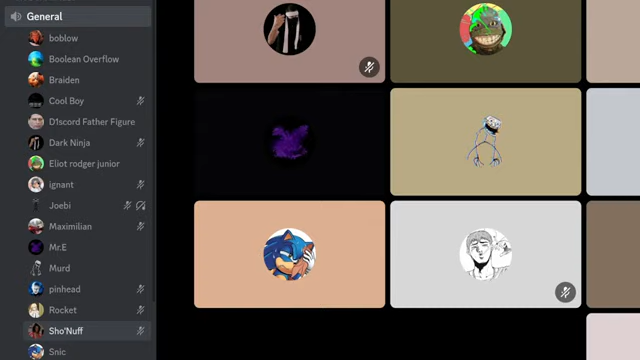 General
boblow
Boolean Overflow
Braiden
Cool Boy
D1scord Father Figure
Dark Ninja
Eliot rodger junior
ignant
Joebi
Maximilian
Mr.E
Murd
pinhead
Rocket
Sho'Nuff
Snic